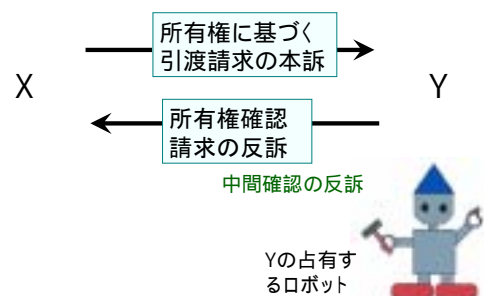 所有権に基づく
引渡請求の本訴
X
Y
所有権確認
請求の反訴
中間確認の反訴
Yの占有す
るロボット